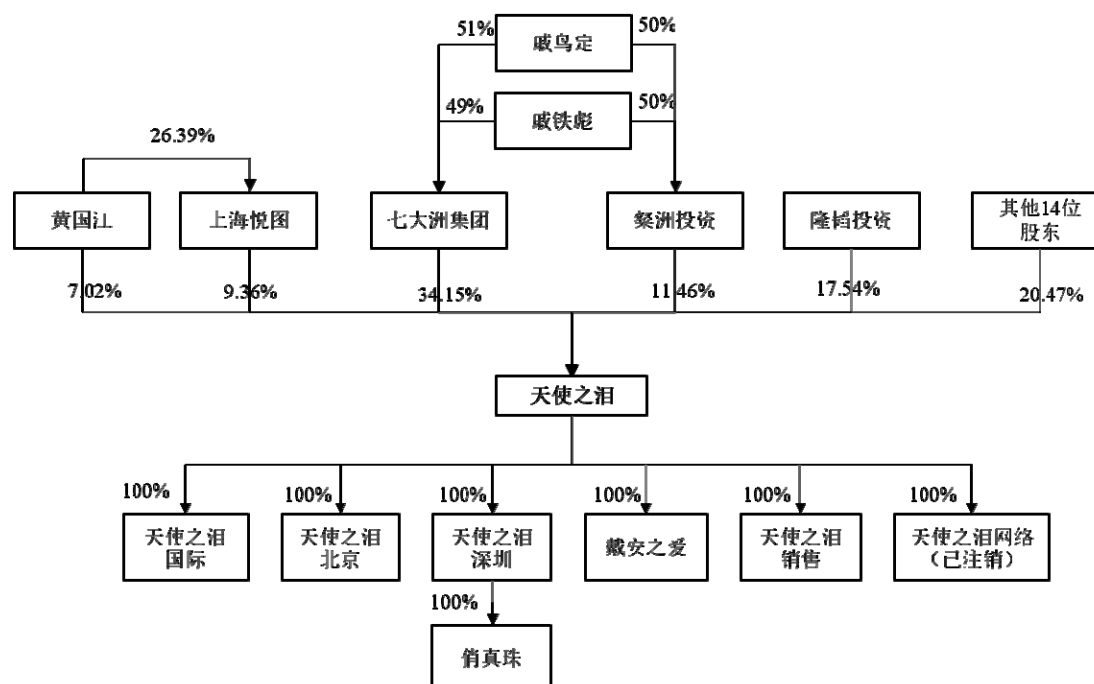 51%
戚鸟定
50%
49%
戚铁彪
50%
26.39%
黄国江
上海悦图
七大洲集团
粲洲投资
隆韬投资
其他14位
股东
7.02%
9.36%
34.15%
11.46%
17.54%
20.47%
天使之泪
100%
100%
100%
100%
100%
100%
天使之泪
国际
天使之泪
北京
天使之泪
深圳
戴安之爱
天使之泪
销售
天使之泪网络
（已注销）
100%
俏真珠